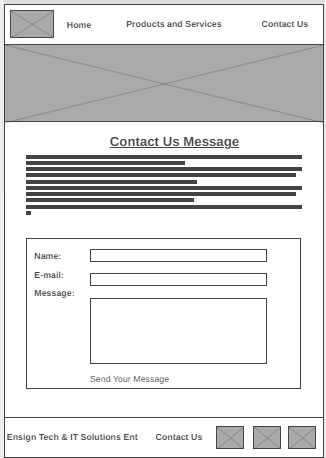 Home Products and Services Contact Us
Contact Us Message
Name:
E-mail:
Message:
Send Your Message
Ensign Tech & IT Solutions Ent Contact Us